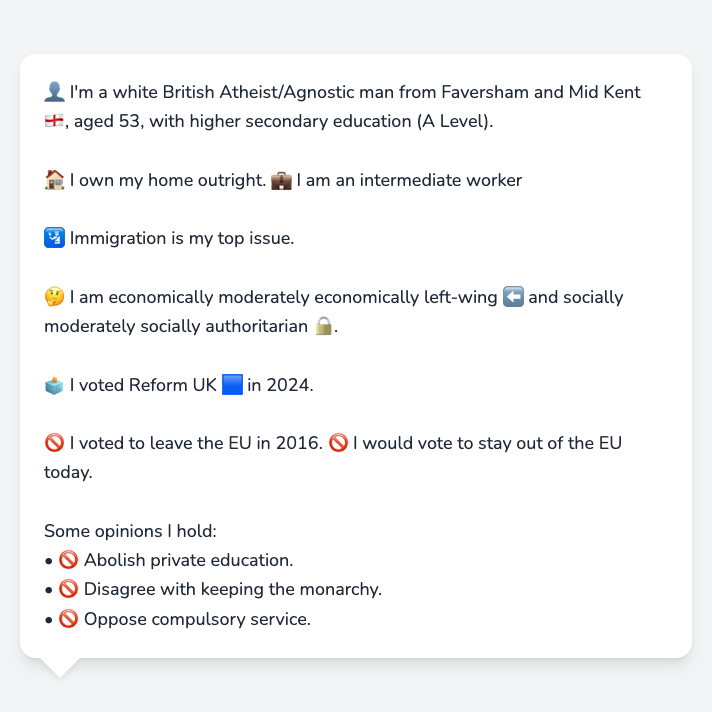 👤 I'm a white British Atheist/Agnostic man from Faversham and Mid Kent
🏴󠁧󠁢󠁥󠁮󠁧󠁿, aged 53, with higher secondary education (A Level).
🏠 I own my home outright. 💼 I am an intermediate worker
🛂 Immigration is my top issue.
🤔 I am economically moderately economically left-wing ⬅️ and socially
moderately socially authoritarian 🔒.
🗳️ I voted Reform UK 🟦 in 2024.
🚫 I voted to leave the EU in 2016. 🚫 I would vote to stay out of the EU
today.
Some opinions I hold:
• 🚫 Abolish private education.
• 🚫 Disagree with keeping the monarchy.
• 🚫 Oppose compulsory service.